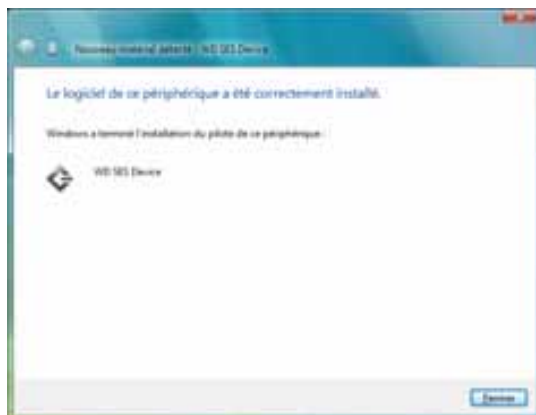 Nouveau matériel détecté - WD SES Device
Le logiciel de ce périphérique a été correctement installé.
Windows a terminé l'installation du pilote de ce périphérique :
WD SES Device
Fermer